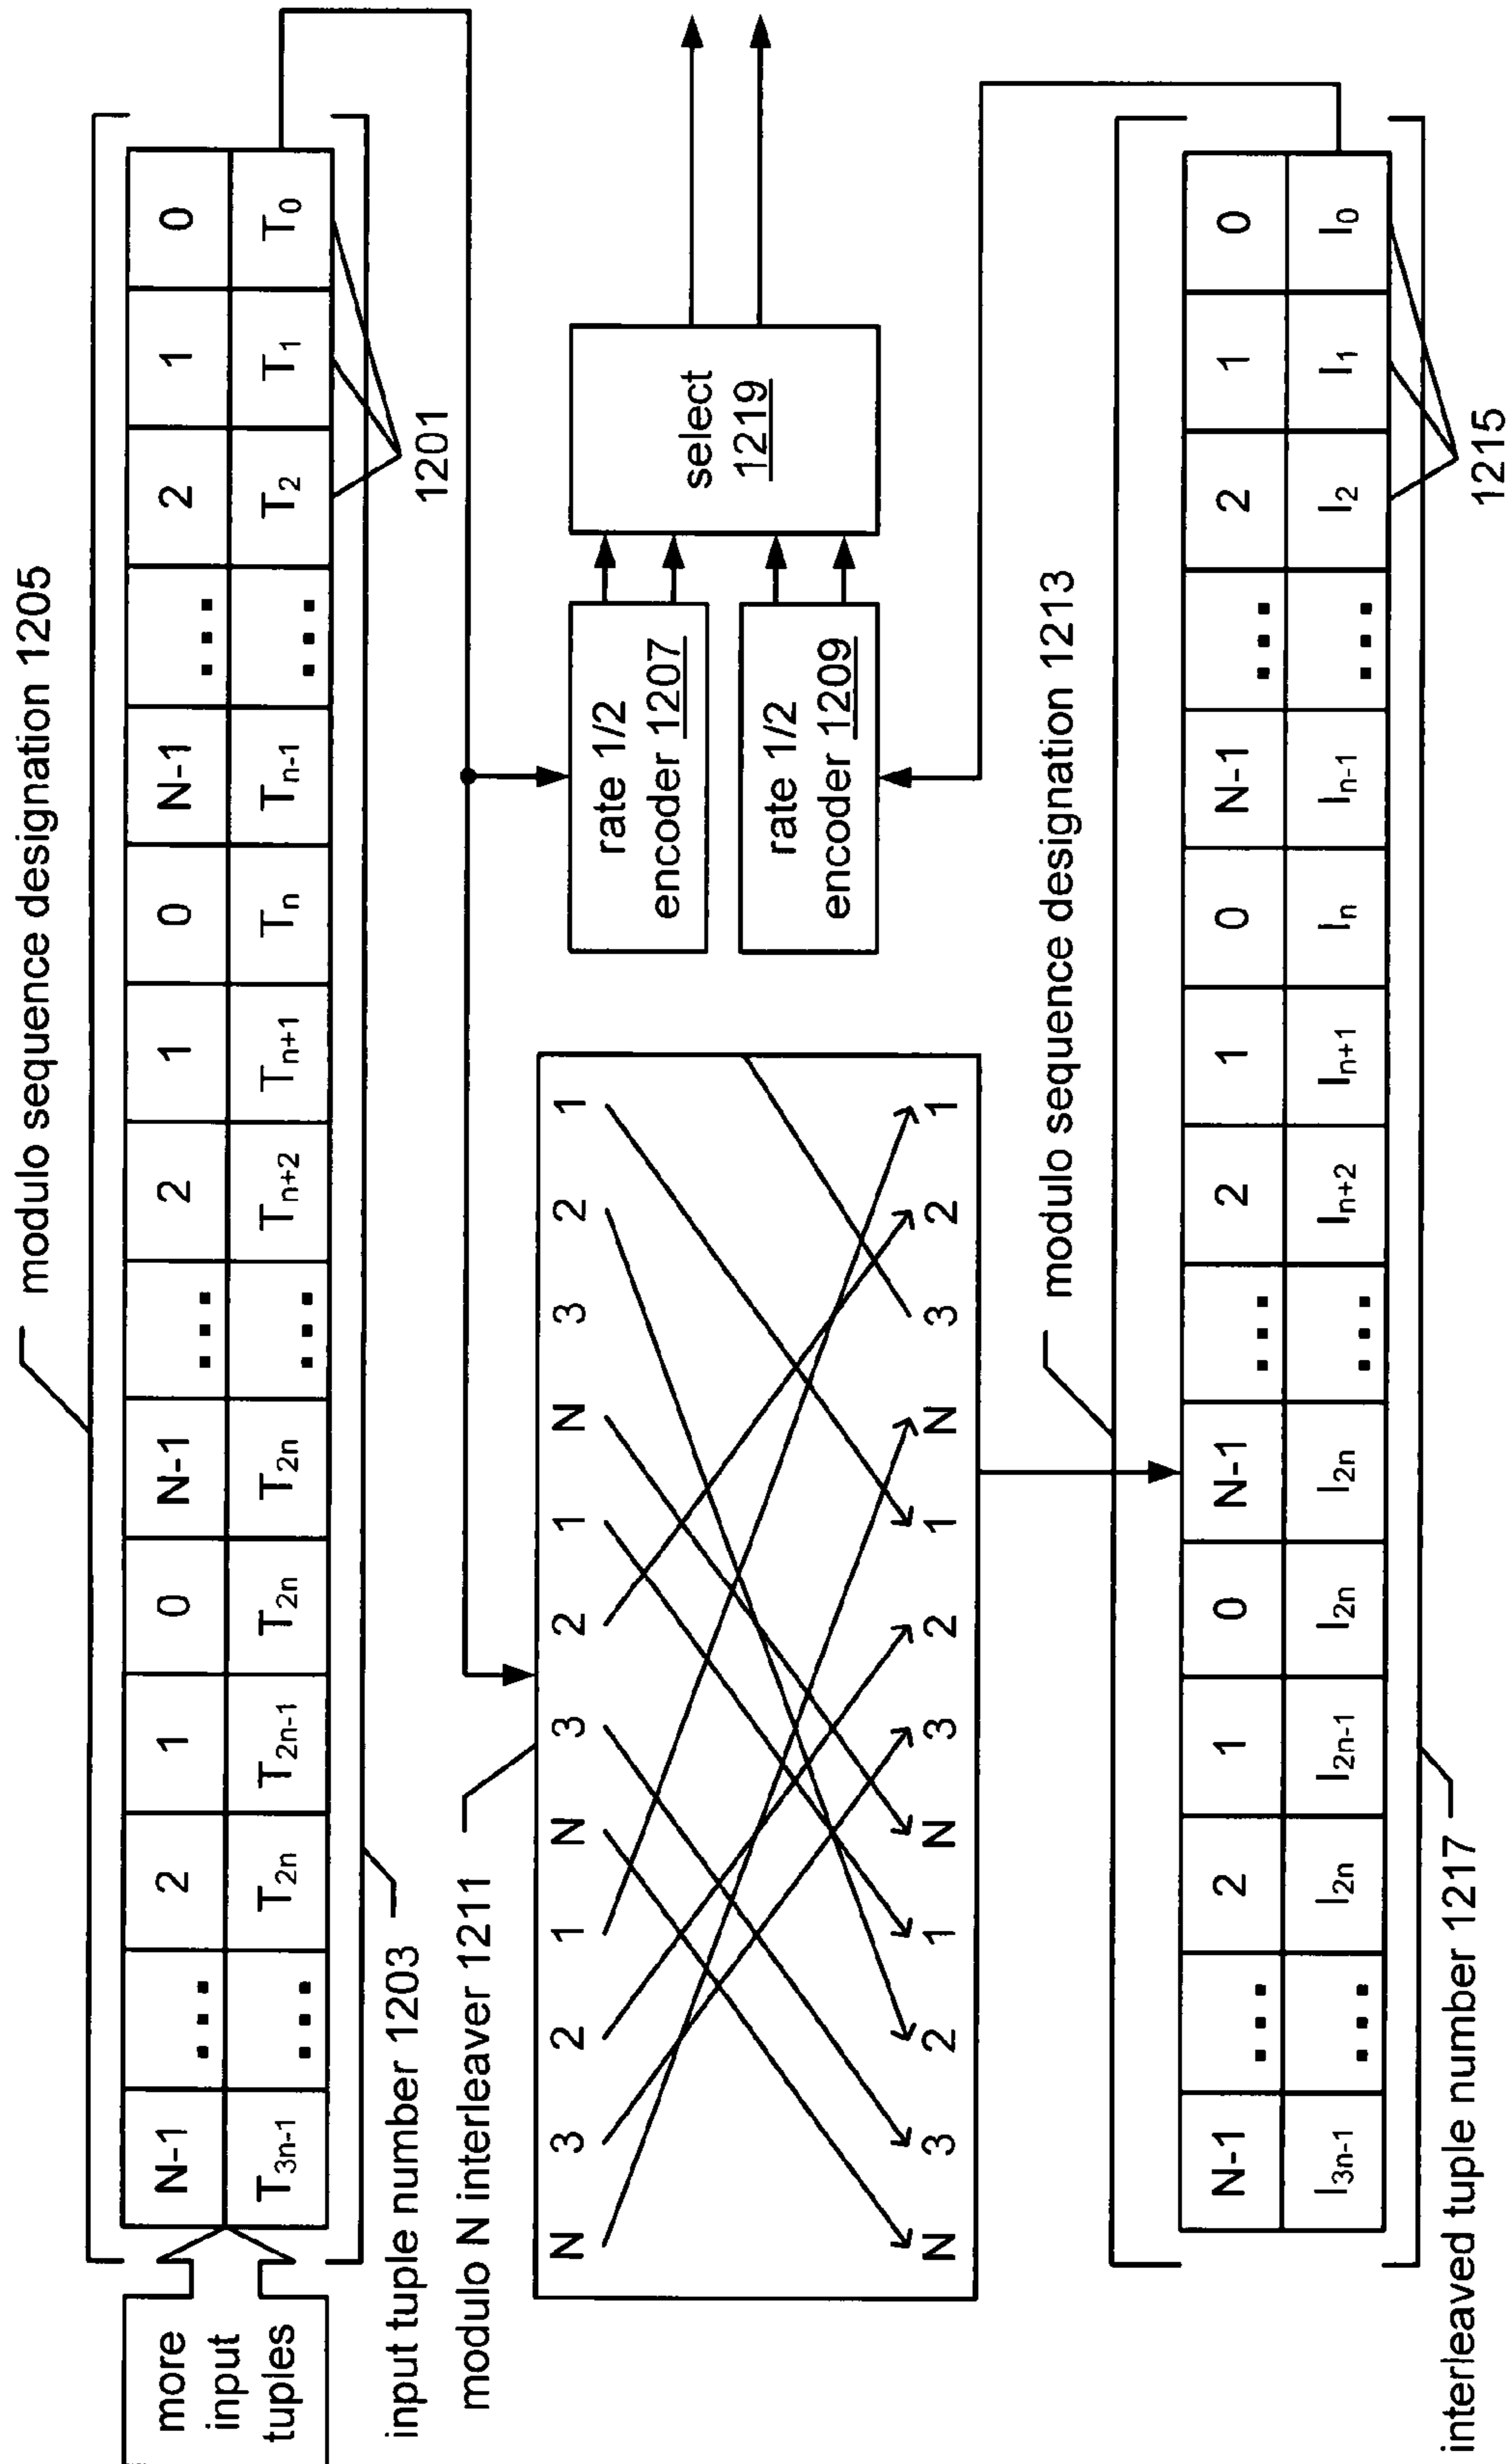 modulo sequence designation 1205
more
input
tuples
N-1 ... 2 1 0 N-1 ... 2 1 0 N-1 ... 2 1 0
T3n-1 ... T2n T2n-1 T2n T2n ... Tn+2 Tn+1 Tn Tn-1 ... T2 T1 T0
1201
input tuple number 1203
modulo N interleaver 1211
N 3 2 1 N 3 2 1 N 3 2 1
N 3 2 1 N 3 2 1 N 3 2 1
rate 1/2
encoder 1207
rate 1/2
encoder 1209
select
1219
modulo sequence designation 1213
N-1 ... 2 1 0 N-1 ... 2 1 0 N-1 ... 2 1 0
I3n-1 ... I2n I2n-1 I2n I2n ... In+2 In+1 In In-1 ... I2 I1 I0
1215
interleaved tuple number 1217